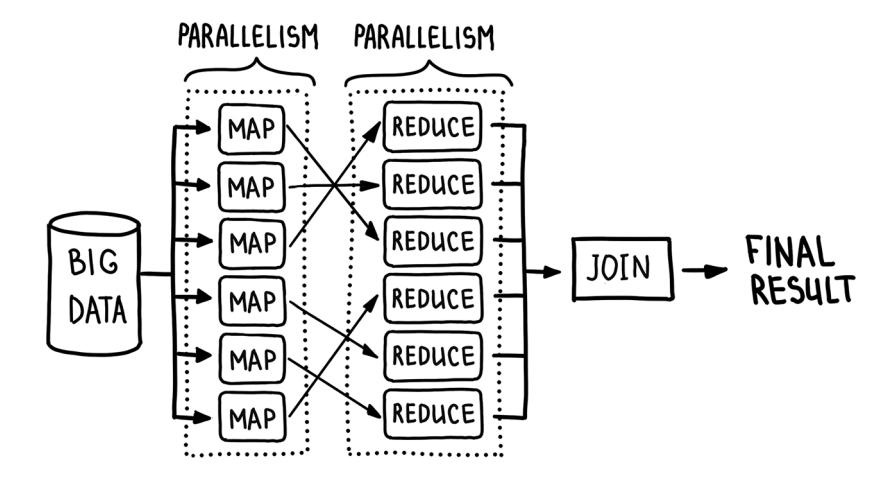 PARALLELISM PARALLELISM
MAP REDUCE
MAP REDUCE
MAP REDUCE
BIG
DATA
MAP REDUCE
MAP REDUCE
MAP REDUCE
JOIN
FINAL
RESULT